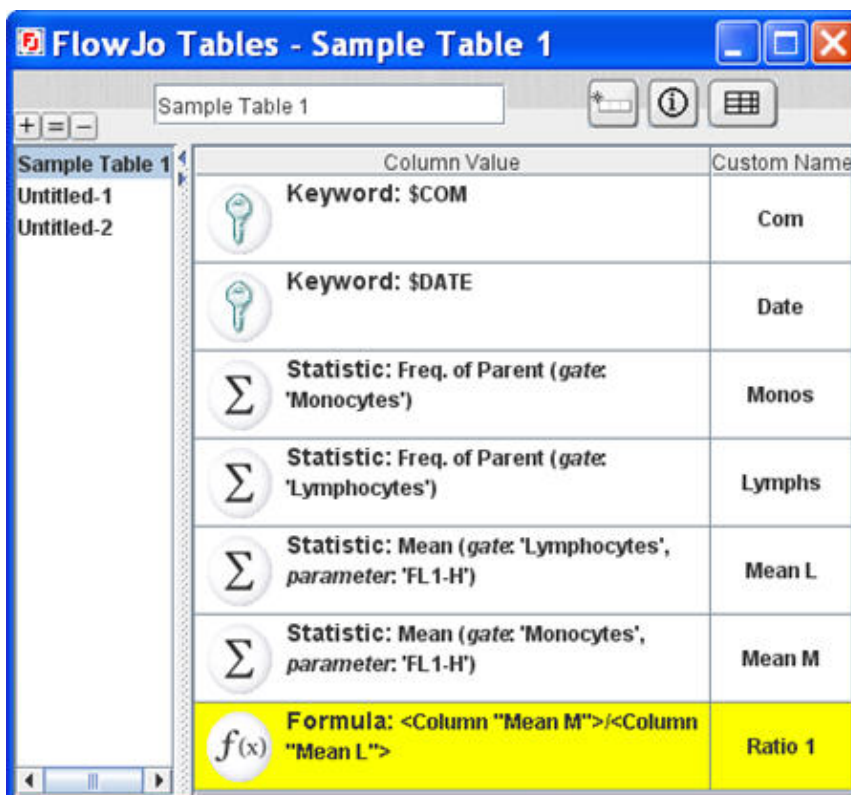 FlowJo Tables - Sample Table 1
Sample Table 1
+ = −
Sample Table 1
Untitled-1
Untitled-2
Column Value
Custom Name
Keyword: $COM
Com
Keyword: $DATE
Date
Σ
Statistic: Freq. of Parent (gate:
'Monocytes')
Monos
Σ
Statistic: Freq. of Parent (gate:
'Lymphocytes')
Lymphs
Σ
Statistic: Mean (gate: 'Lymphocytes',
parameter: 'FL1-H')
Mean L
Σ
Statistic: Mean (gate: 'Monocytes',
parameter: 'FL1-H')
Mean M
f(x)
Formula: <Column "Mean M">/<Column
"Mean L">
Ratio 1